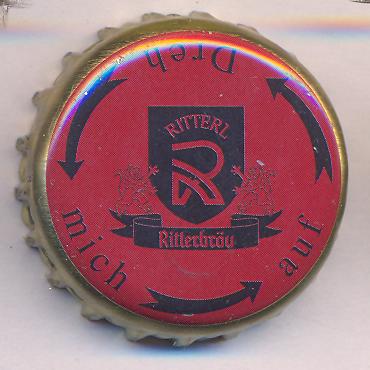 Dreh
mich
auf
RITTERL
R
Ritterbräu